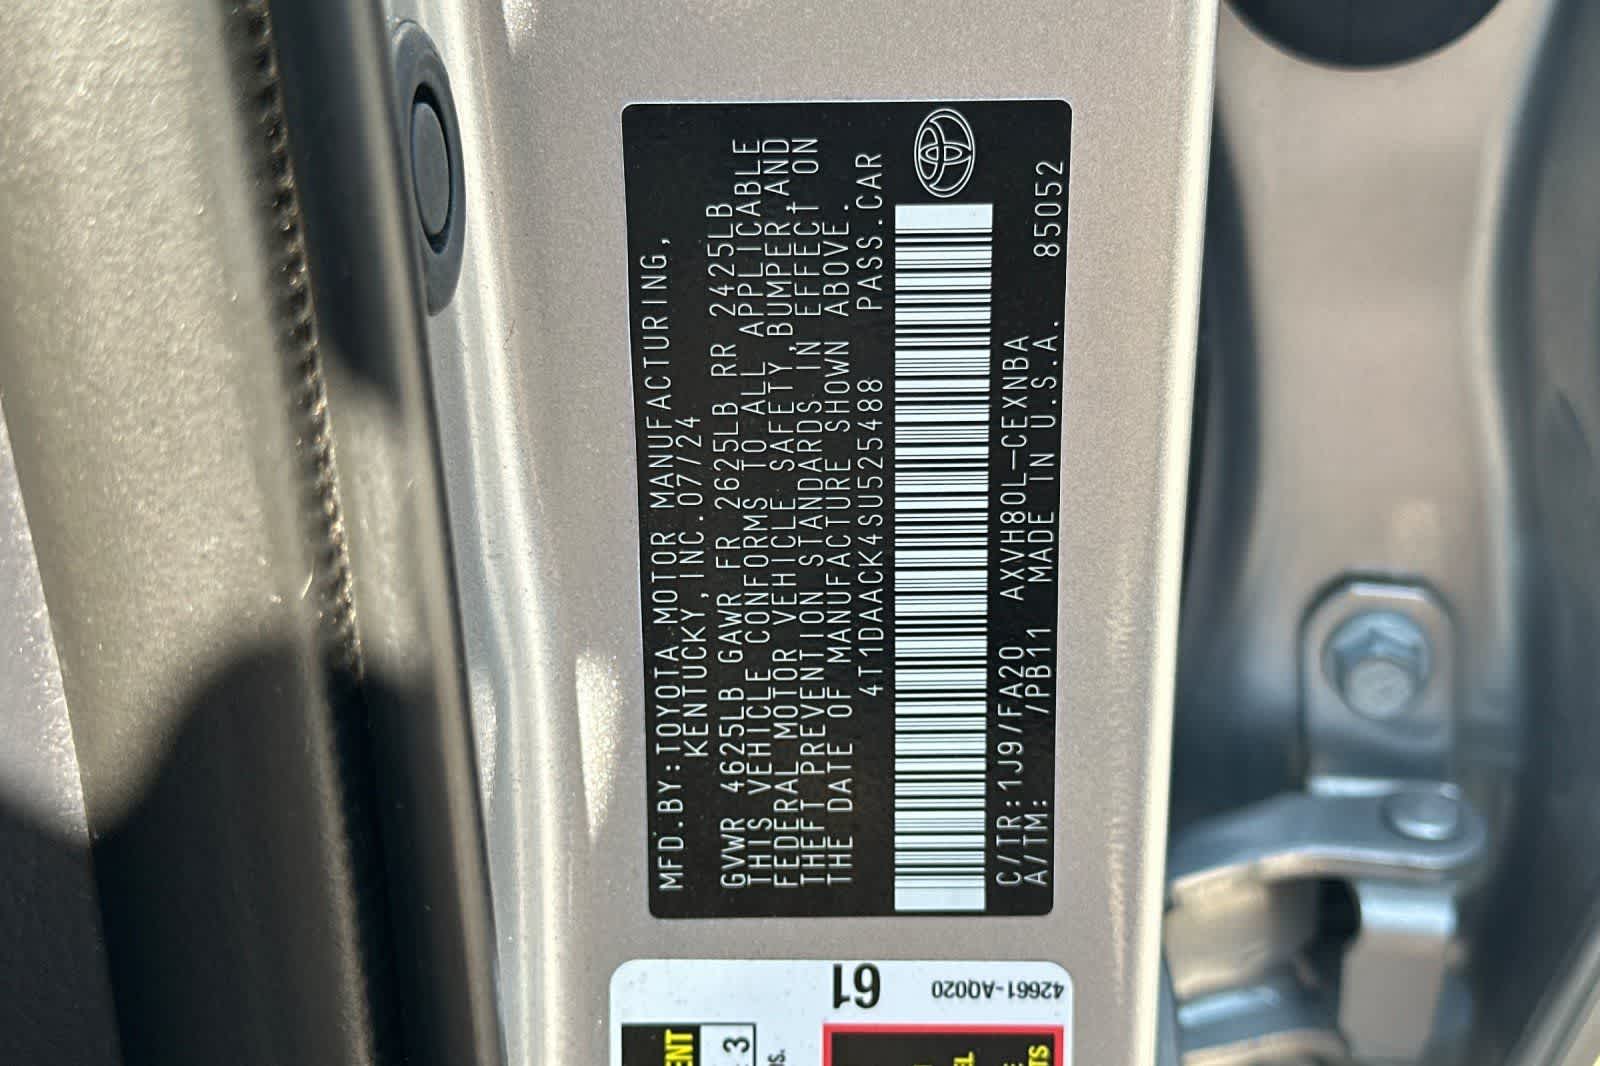 MFD.BY:TOYOTA MOTOR MANUFACTURING,
KENTUCKY,INC.07/24
GVWR 4625LB GAWR FR 2625LB RR 2425LB
THIS VEHICLE CONFORMS TO ALL APPLICABLE
FEDERAL MOTOR VEHICLE SAFETY,BUMPER,AND
THEFT PREVENTION STANDARDS IN EFFECT ON
THE DATE OF MANUFACTURE SHOWN ABOVE.
4T1DAACK4SU525488 PASS.CAR
C/TR:1J9/FA20 AXVH80L-CEXNBA
A/TM: /PB11 MADE IN U.S.A. 85052
42661-AQ020
61